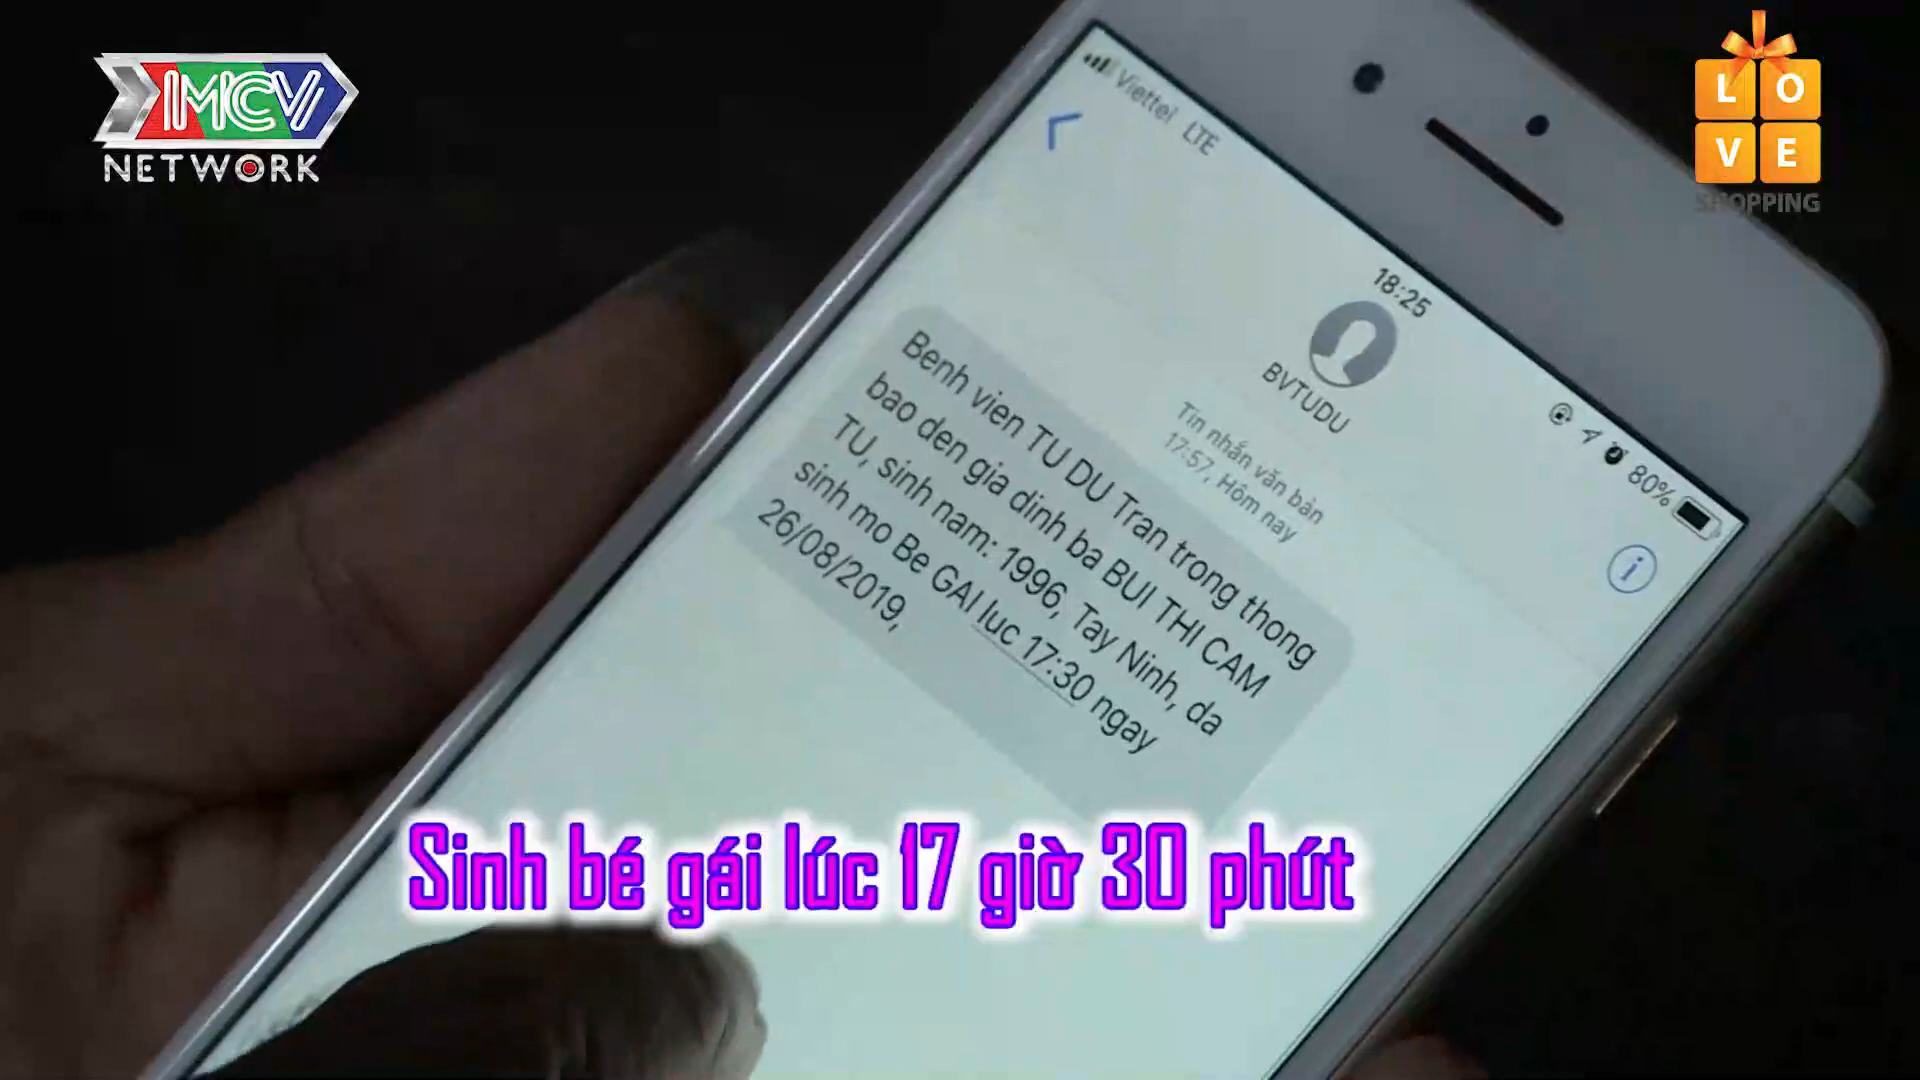 MCV
NETWORK
L O
V E
SHOPPING
Viettel LTE
18:25
80%
BVTUDU
Tin nhắn văn bản
17:57, Hôm nay
Benh vien TU DU Tran trong thong
bao den gia dinh ba BUI THI CAM
TU, sinh nam: 1996, Tay Ninh, da
sinh mo Be GAI luc 17:30 ngay
26/08/2019,
Sinh bé gái lúc 17 giờ 30 phút